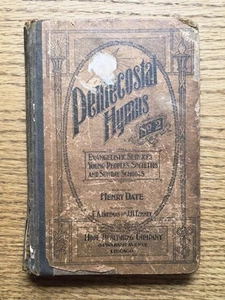 Pentecostal
Hymns
No 2
EVANGELISTIC SERVICES
YOUNG PEOPLE'S SOCIETIES
AND SUNDAY SCHOOLS
HENRY DATE
HOPE PUBLISHING COMPANY
CHICAGO